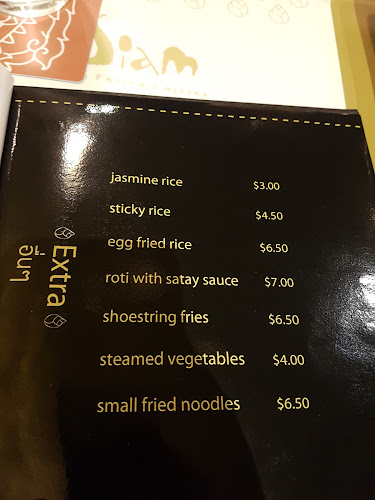 Siam
Extra
อื่นๆ
jasmine rice $3.00
sticky rice $4.50
egg fried rice $6.50
roti with satay sauce $7.00
shoestring fries $6.50
steamed vegetables $4.00
small fried noodles $6.50